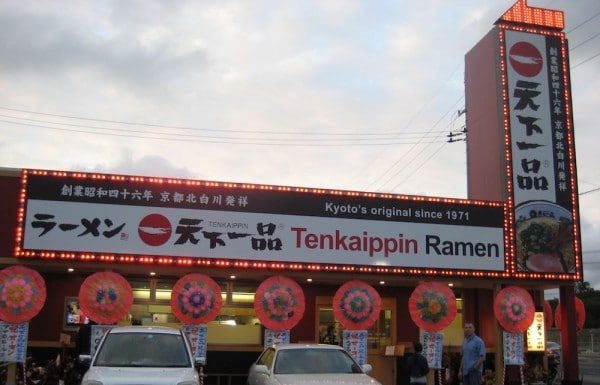 創業昭和四十六年 京都北白川発祥
Kyoto's original since 1971
ラーメン
TENKAIPPIN
天下一品®
Tenkaippin Ramen
天下一品®
創業昭和四十六年 京都北白川発祥